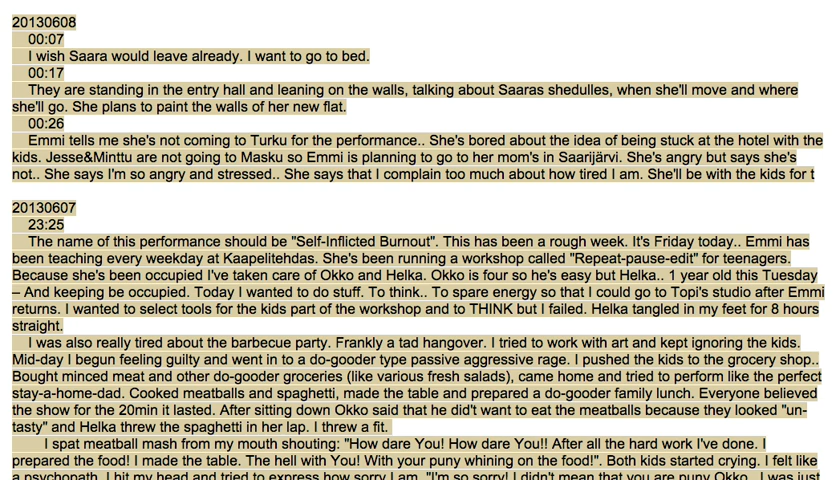 20130608
00:07
I wish Saara would leave already. I want to go to bed.
00:17
They are standing in the entry hall and leaning on the walls, talking about Saaras shedulles, when she'll move and where
she'll go. She plans to paint the walls of her new flat.
00:26
Emmi tells me she's not coming to Turku for the performance.. She's bored about the idea of being stuck at the hotel with the
kids. Jesse&Minttu are not going to Masku so Emmi is planning to go to her mom's in Saarijärvi. She's angry but says she's
not.. She says I'm so angry and stressed.. She says that I complain too much about how tired I am. She'll be with the kids for t
20130607
23:25
The name of this performance should be "Self-Inflicted Burnout". This has been a rough week. It's Friday today.. Emmi has
been teaching every weekday at Kaapelitehdas. She's been running a workshop called "Repeat-pause-edit" for teenagers.
Because she's been occupied I've taken care of Okko and Helka. Okko is four so he's easy but Helka.. 1 year old this Tuesday
– And keeping be occupied. Today I wanted to do stuff. To think.. To spare energy so that I could go to Topi's studio after Emmi
returns. I wanted to select tools for the kids part of the workshop and to THINK but I failed. Helka tangled in my feet for 8 hours
straight.
I was also really tired about the barbecue party. Frankly a tad hangover. I tried to work with art and kept ignoring the kids.
Mid-day I begun feeling guilty and went in to a do-gooder type passive aggressive rage. I pushed the kids to the grocery shop..
Bought minced meat and other do-gooder groceries (like various fresh salads), came home and tried to perform like the perfect
stay-a-home-dad. Cooked meatballs and spaghetti, made the table and prepared a do-gooder family lunch. Everyone believed
the show for the 20min it lasted. After sitting down Okko said that he did't want to eat the meatballs because they looked "un-
tasty" and Helka threw the spaghetti in her lap. I threw a fit.
I spat meatball mash from my mouth shouting: "How dare You! How dare You!! After all the hard work I've done. I
prepared the food! I made the table. The hell with You! With your puny whining on the food!". Both kids started crying. I felt like
a psychopath. I hit my head and tried to express how sorry I am. "I'm so sorry! I didn't mean that you are puny Okko.. I was just